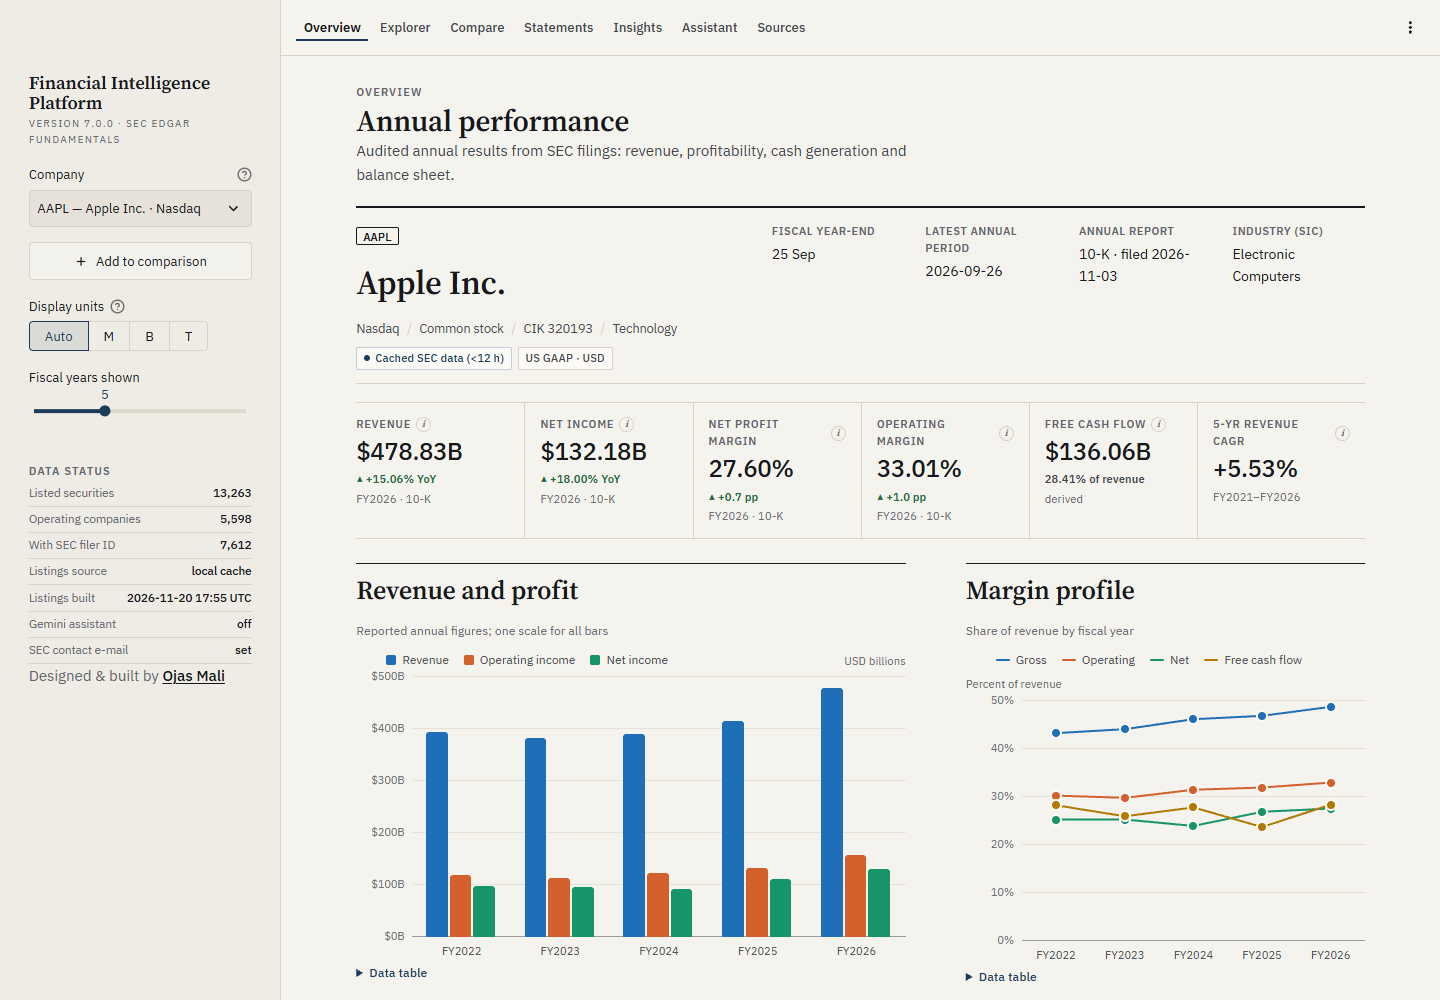 Overview
Explorer
Compare
Statements
Insights
Assistant
Sources
Financial Intelligence
Platform
VERSION 7.0.0 · SEC EDGAR
FUNDAMENTALS
Company
AAPL — Apple Inc. · Nasdaq
+ Add to comparison
Display units
Auto M B T
Fiscal years shown
5
DATA STATUS
Listed securities 13,263
Operating companies 5,598
With SEC filer ID 7,612
Listings source local cache
Listings built 2026-11-20 17:55 UTC
Gemini assistant off
SEC contact e-mail set
Designed & built by Ojas Mali
OVERVIEW
Annual performance
Audited annual results from SEC filings: revenue, profitability, cash generation and
balance sheet.
AAPL
Apple Inc.
Nasdaq / Common stock / CIK 320193 / Technology
Cached SEC data (<12 h)
US GAAP · USD
FISCAL YEAR-END
25 Sep
LATEST ANNUAL
PERIOD
2026-09-26
ANNUAL REPORT
10-K · filed 2026-
11-03
INDUSTRY (SIC)
Electronic
Computers
REVENUE i
$478.83B
▲ +15.06% YoY
FY2026 · 10-K
NET INCOME i
$132.18B
▲ +18.00% YoY
FY2026 · 10-K
NET PROFIT
MARGIN i
27.60%
▲ +0.7 pp
FY2026 · 10-K
OPERATING
MARGIN i
33.01%
▲ +1.0 pp
FY2026 · 10-K
FREE CASH FLOW i
$136.06B
28.41% of revenue
derived
5-YR REVENUE
CAGR i
+5.53%
FY2021–FY2026
Revenue and profit
Reported annual figures; one scale for all bars
Revenue Operating income Net income
USD billions
$500B
$400B
$300B
$200B
$100B
$0B
FY2022 FY2023 FY2024 FY2025 FY2026
Data table
Margin profile
Share of revenue by fiscal year
Gross Operating Net Free cash flow
Percent of revenue
50%
40%
30%
20%
10%
0%
FY2022 FY2023 FY2024 FY2025 FY2026
Data table